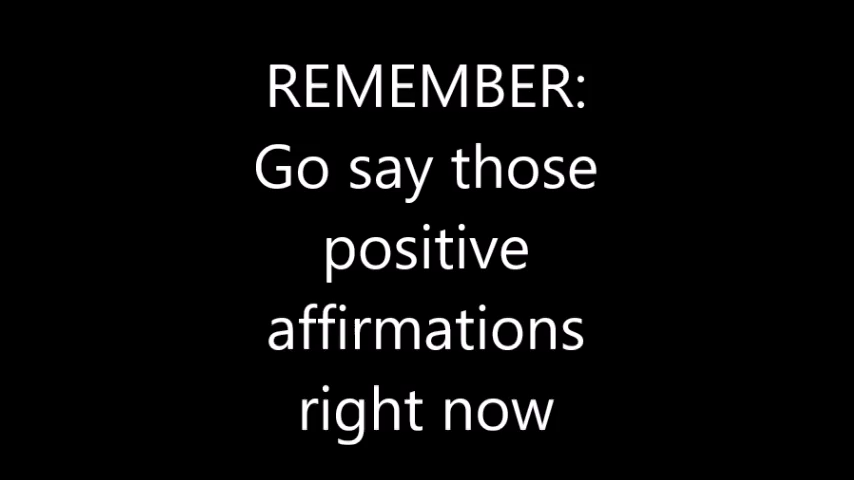 REMEMBER:
Go say those
positive
affirmations
right now